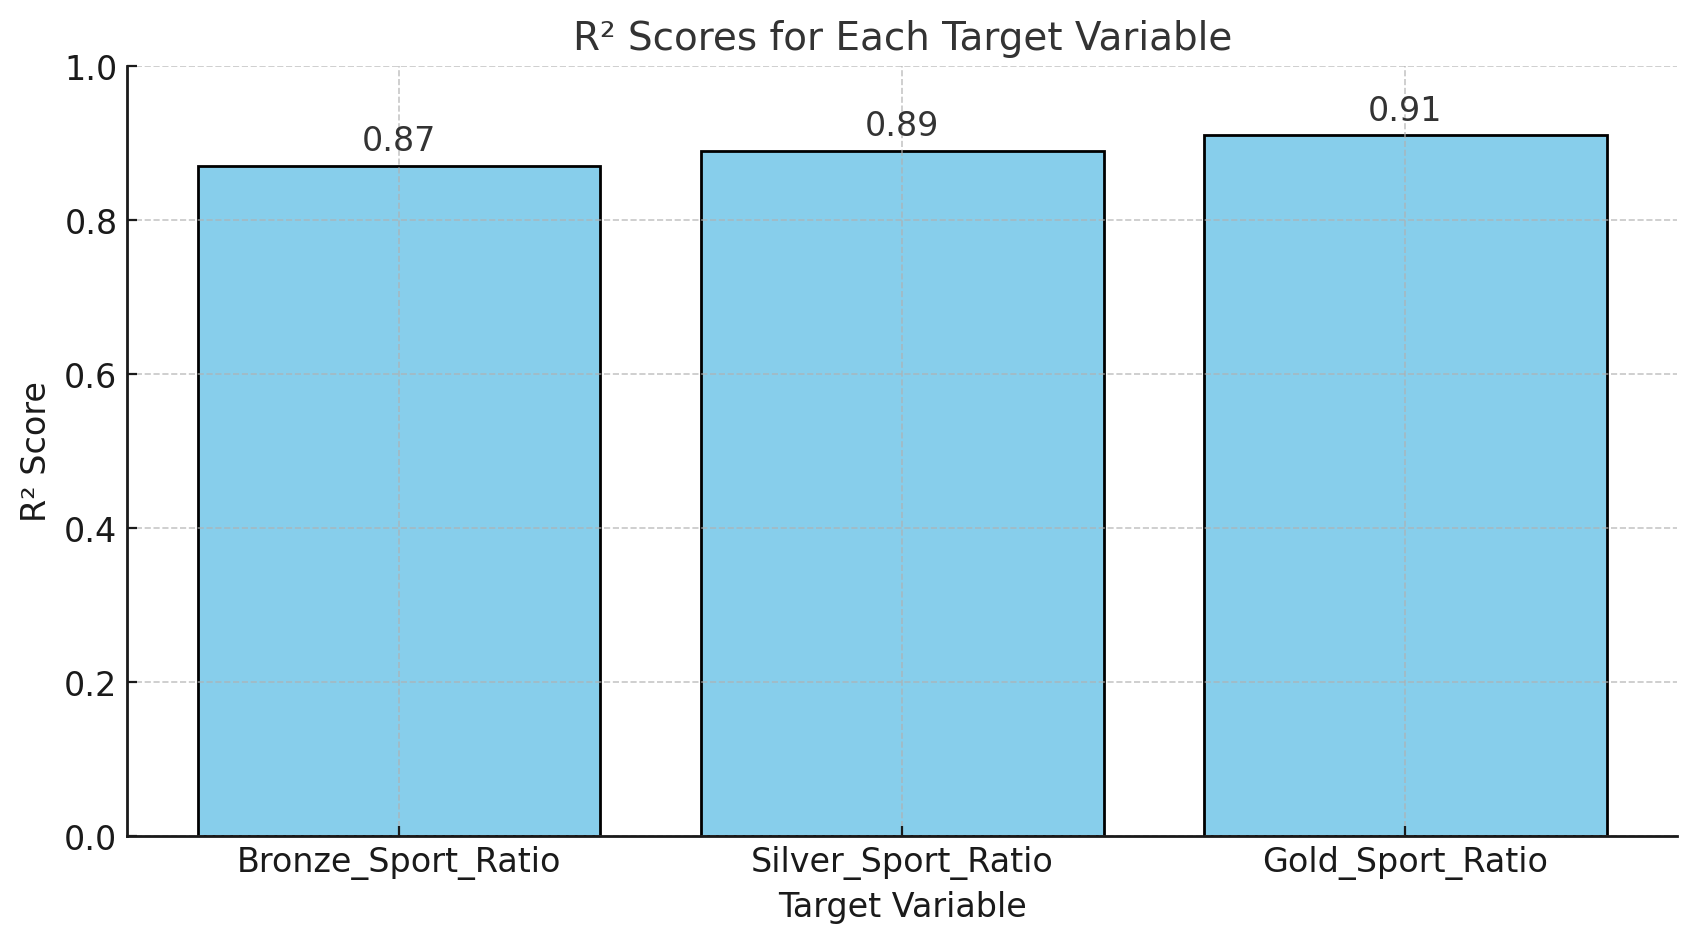 R² Scores for Each Target Variable
1.0
0.8
0.6
0.4
0.2
0.0
R² Score
0.87
0.89
0.91
Bronze_Sport_Ratio
Silver_Sport_Ratio
Gold_Sport_Ratio
Target Variable